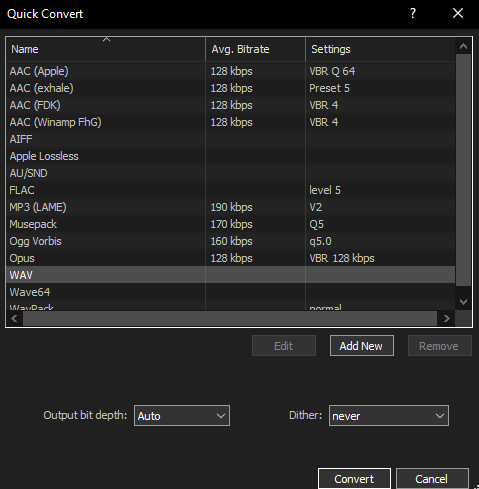 Quick Convert ?
Name Avg. Bitrate Settings
AAC (Apple) 128 kbps VBR Q 64
AAC (exhale) 128 kbps Preset 5
AAC (FDK) 128 kbps VBR 4
AAC (Winamp FhG) 128 kbps VBR 4
AIFF
Apple Lossless
AU/SND
FLAC level 5
MP3 (LAME) 190 kbps V2
Musepack 170 kbps Q5
Ogg Vorbis 160 kbps q5.0
Opus 128 kbps VBR 128 kbps
WAV
Wave64
WavPack normal
Edit Add New Remove
Output bit depth: Auto Dither: never
Convert Cancel